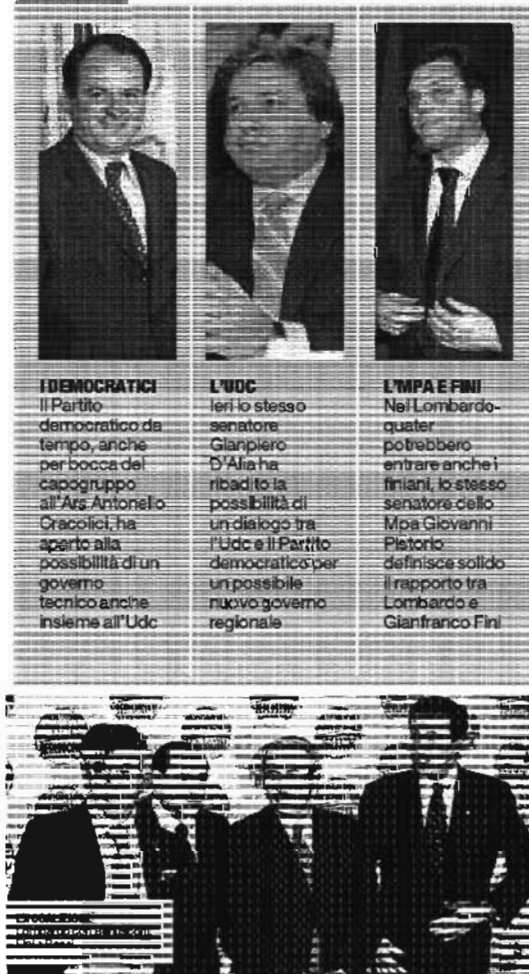 I DEMOCRATICI
Il Partito
democratico da
tempo, anche
per bocca del
capogruppo
all'Ars Antonello
Cracolici, ha
aperto alla
possibilità di un
governo
tecnico anche
insieme all'Udc
L'UDC
Ieri lo stesso
senatore
Gianpiero
D'Alia ha
ribadito la
possibilità di
un dialogo tra
l'Udc e il Partito
democratico per
un possibile
nuovo governo
regionale
L'MPA E FINI
Nel Lombardo-
quater
potrebbero
entrare anche i
finiani, lo stesso
senatore dello
Mpa Giovanni
Pistorio
definisce solido
il rapporto tra
Lombardo e
Gianfranco Fini
Lombardo con Berlusconi,